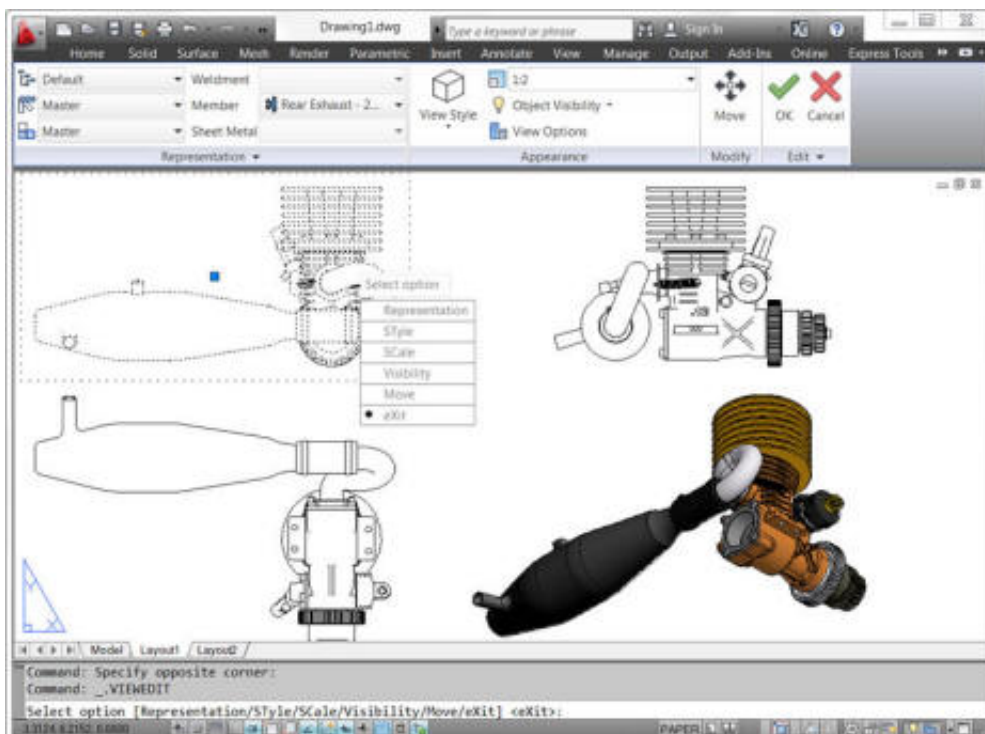 Drawing1.dwg
Type a keyword or phrase
Sign In
Home Solid Surface Mesh Render Parametric Insert Annotate View Manage Output Add-Ins Online Express Tools
Default Weldment 1:2
Master Member Rear Exhaust - 2... View Style Object Visibility Move OK Cancel
Master Sheet Metal View Options
Representation Appearance Modify Edit
Select option
Representation
STyle
SCale
Visibility
Move
eXit
Model Layout1 Layout2
Command: Specify opposite corner:
Command: _.VIEWEDIT
Select option [Representation/STyle/SCale/Visibility/Move/eXit] <eXit>:
PAPER